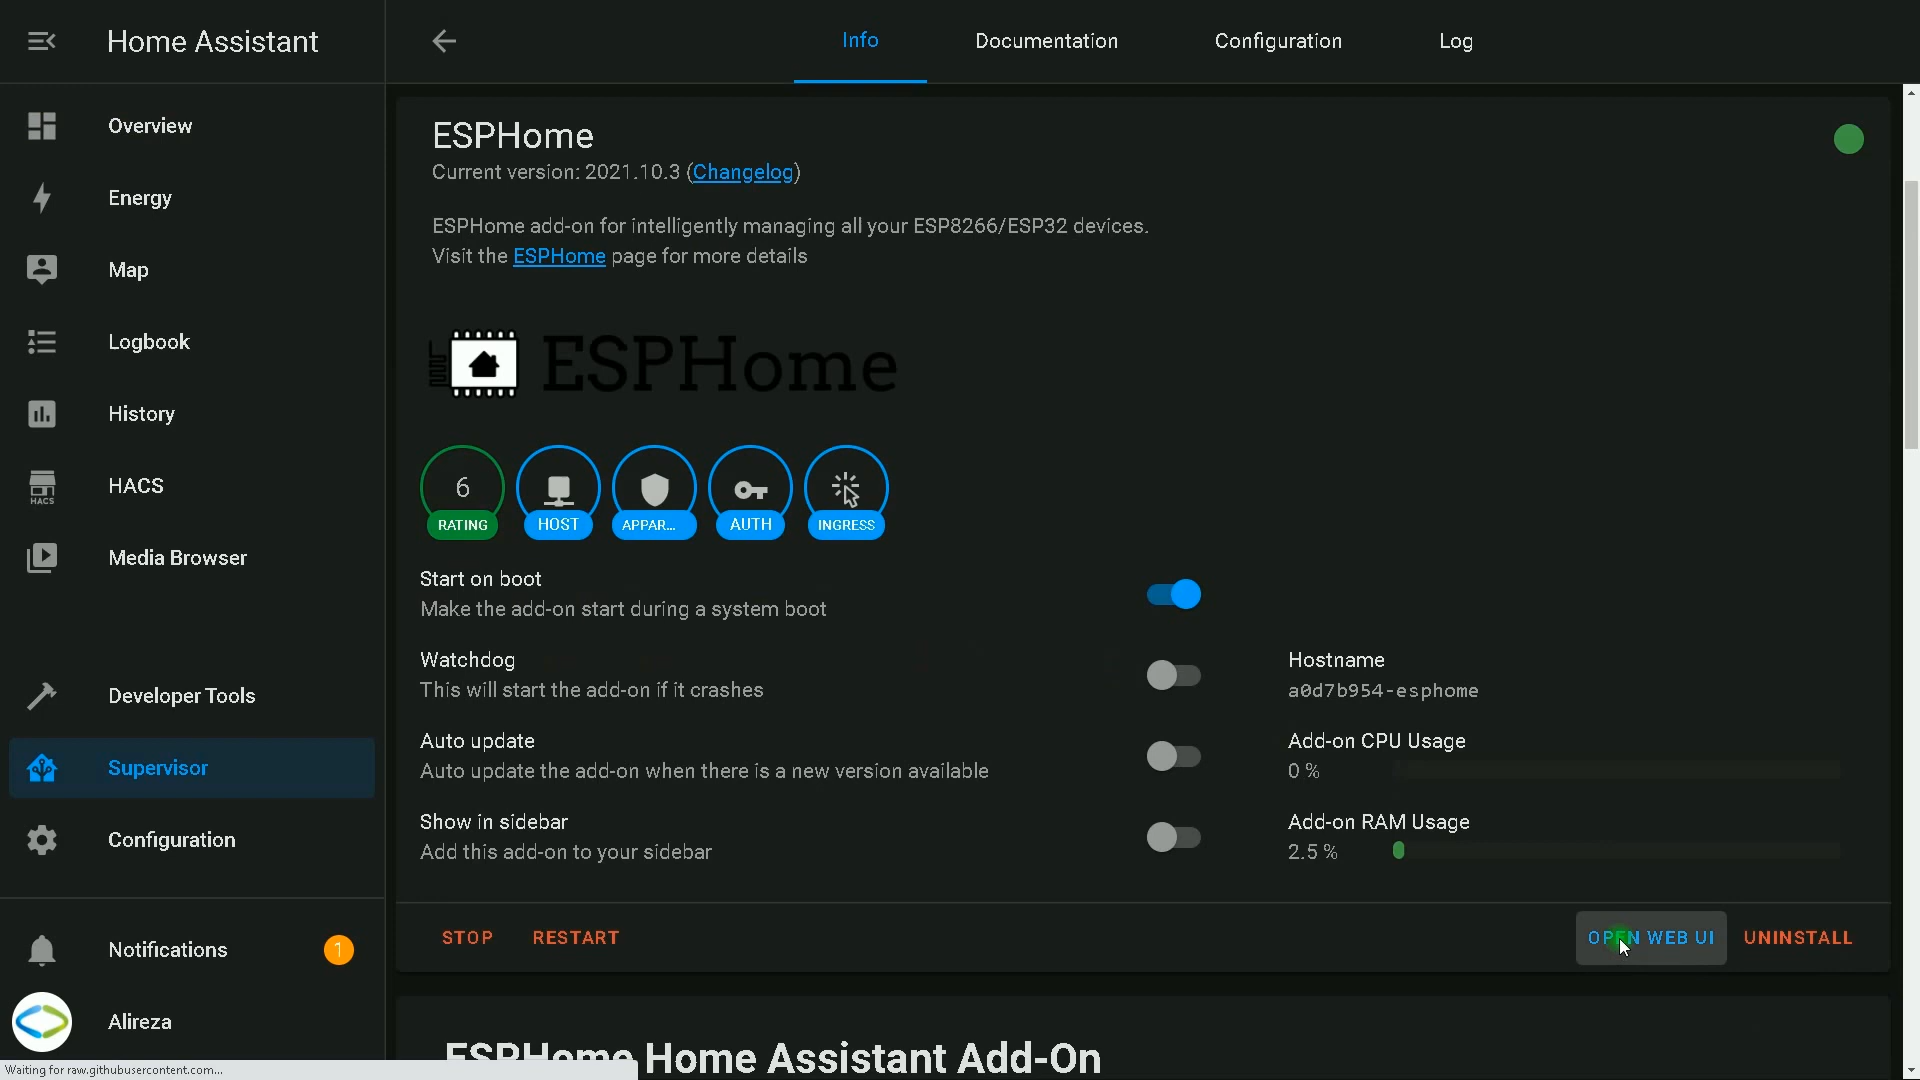 Home Assistant
Info
Documentation
Configuration
Log
Overview
Energy
Map
Logbook
History
HACS
HACS
Media Browser
Developer Tools
Supervisor
Configuration
Notifications
1
Alireza
ESPHome
Current version: 2021.10.3 (Changelog)
ESPHome add-on for intelligently managing all your ESP8266/ESP32 devices.
Visit the ESPHome page for more details
ESPHome
6
RATING
HOST
APPAR...
AUTH
INGRESS
Start on boot
Make the add-on start during a system boot
Watchdog
This will start the add-on if it crashes
Hostname
a0d7b954-esphome
Auto update
Auto update the add-on when there is a new version available
Add-on CPU Usage
0 %
Show in sidebar
Add this add-on to your sidebar
Add-on RAM Usage
2.5 %
STOP
RESTART
OPEN WEB UI
UNINSTALL
ESPHome Home Assistant Add-On
Waiting for raw.githubusercontent.com...